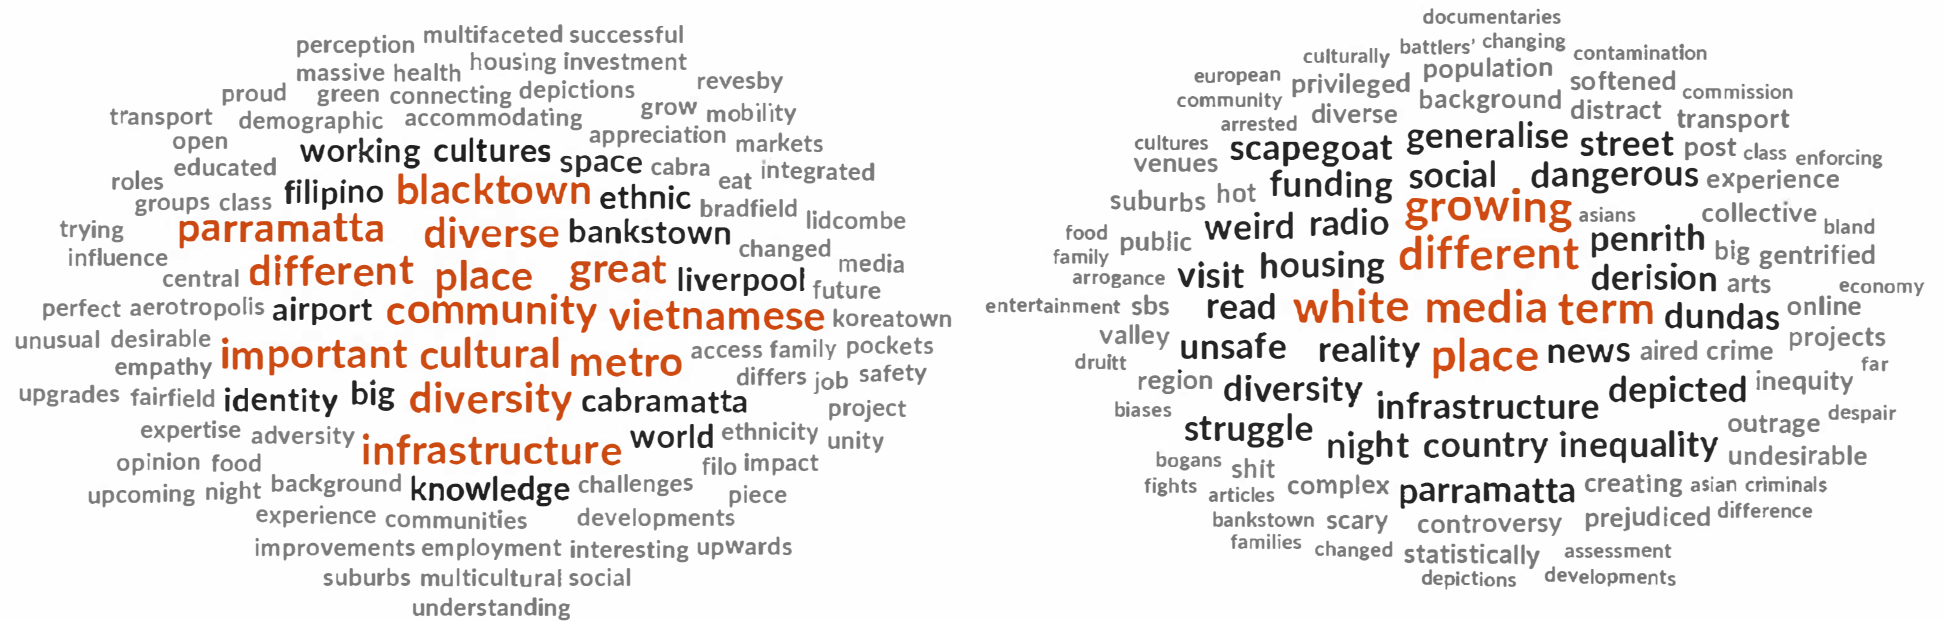 multifaceted successful
perception
housing investment
massive health
revesby
proud green connecting depictions
grow mobility
transport demographic accommodating
appreciation markets
open working cultures space cabra
educated integrated
roles filipino blacktown ethnic eat
groups class bradfield lidcombe
trying parramatta diverse bankstown
influence changed media
central different place great liverpool future
perfect aerotropolis airport community vietnamese koreatown
unusual desirable important cultural metro access family pockets
empathy differs job safety
upgrades fairfield identity big diversity cabramatta project
expertise adversity infrastructure world ethnicity unity
opinion food filo impact
upcoming night background knowledge challenges piece
experience communities developments
improvements employment interesting upwards
suburbs multicultural social
understanding
documentaries
culturally battlers' changing contamination
european privileged population softened
community background commission
arrested diverse distract transport
cultures scapegoat generalise street post class enforcing
venues funding social dangerous experience
suburbs hot growing asians collective bland
food public weird radio penrith big gentrified
family visit housing different derision arts
arrogance economy
entertainment sbs read white media term dundas online
valley unsafe reality place news aired crime projects
druitt far
region diversity infrastructure depicted inequity
biases outrage despair
struggle night country inequality undesirable
bogans shit
fights articles complex parramatta creating asian criminals
bankstown scary controversy prejudiced difference
families changed statistically assessment
depictions developments